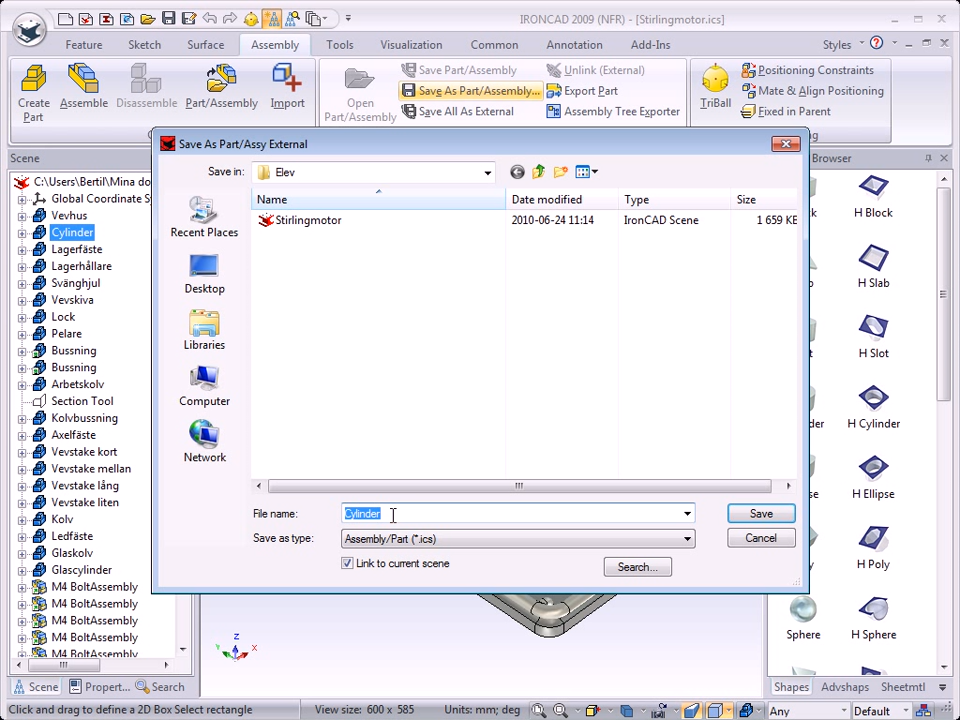 IRONCAD 2009 (NFR) - [Stirlingmotor.ics]
Feature
Sketch
Surface
Assembly
Tools
Visualization
Common
Annotation
Add-Ins
Styles
Create Part
Assemble
Disassemble
Part/Assembly
Import
Open Part/Assembly
Save Part/Assembly
Save As Part/Assembly...
Save All As External
Unlink (External)
Export Part
Assembly Tree Exporter
TriBall
Positioning Constraints
Mate & Align Positioning
Fixed in Parent
Scene
C:\Users\Bertil\Mina do
Global Coordinate Sy
Vevhus
Cylinder
Lagerfäste
Lagerhållare
Svänghjul
Vevskiva
Lock
Pelare
Bussning
Bussning
Arbetskolv
Section Tool
Kolvbussning
Axelfäste
Vevstake kort
Vevstake mellan
Vevstake lång
Vevstake liten
Kolv
Ledfäste
Glaskolv
Glascylinder
M4 BoltAssembly
M4 BoltAssembly
M4 BoltAssembly
M4 BoltAssembly
M4 BoltAssembly
Save As Part/Assy External
Save in:
Elev
Recent Places
Desktop
Libraries
Computer
Network
Name
Date modified
Type
Size
Stirlingmotor
2010-06-24 11:14
IronCAD Scene
1 659 KB
File name:
Cylinder
Save
Save as type:
Assembly/Part (*.ics)
Cancel
Link to current scene
Search...
Browser
H Block
H Slab
H Slot
H Cylinder
H Ellipse
H Poly
Sphere
H Sphere
Z
Y
X
Scene
Propert...
Search
Shapes
Advshaps
Sheetmtl
Click and drag to define a 2D Box Select rectangle
View size: 600 x 585
Units: mm; deg
Any
Default